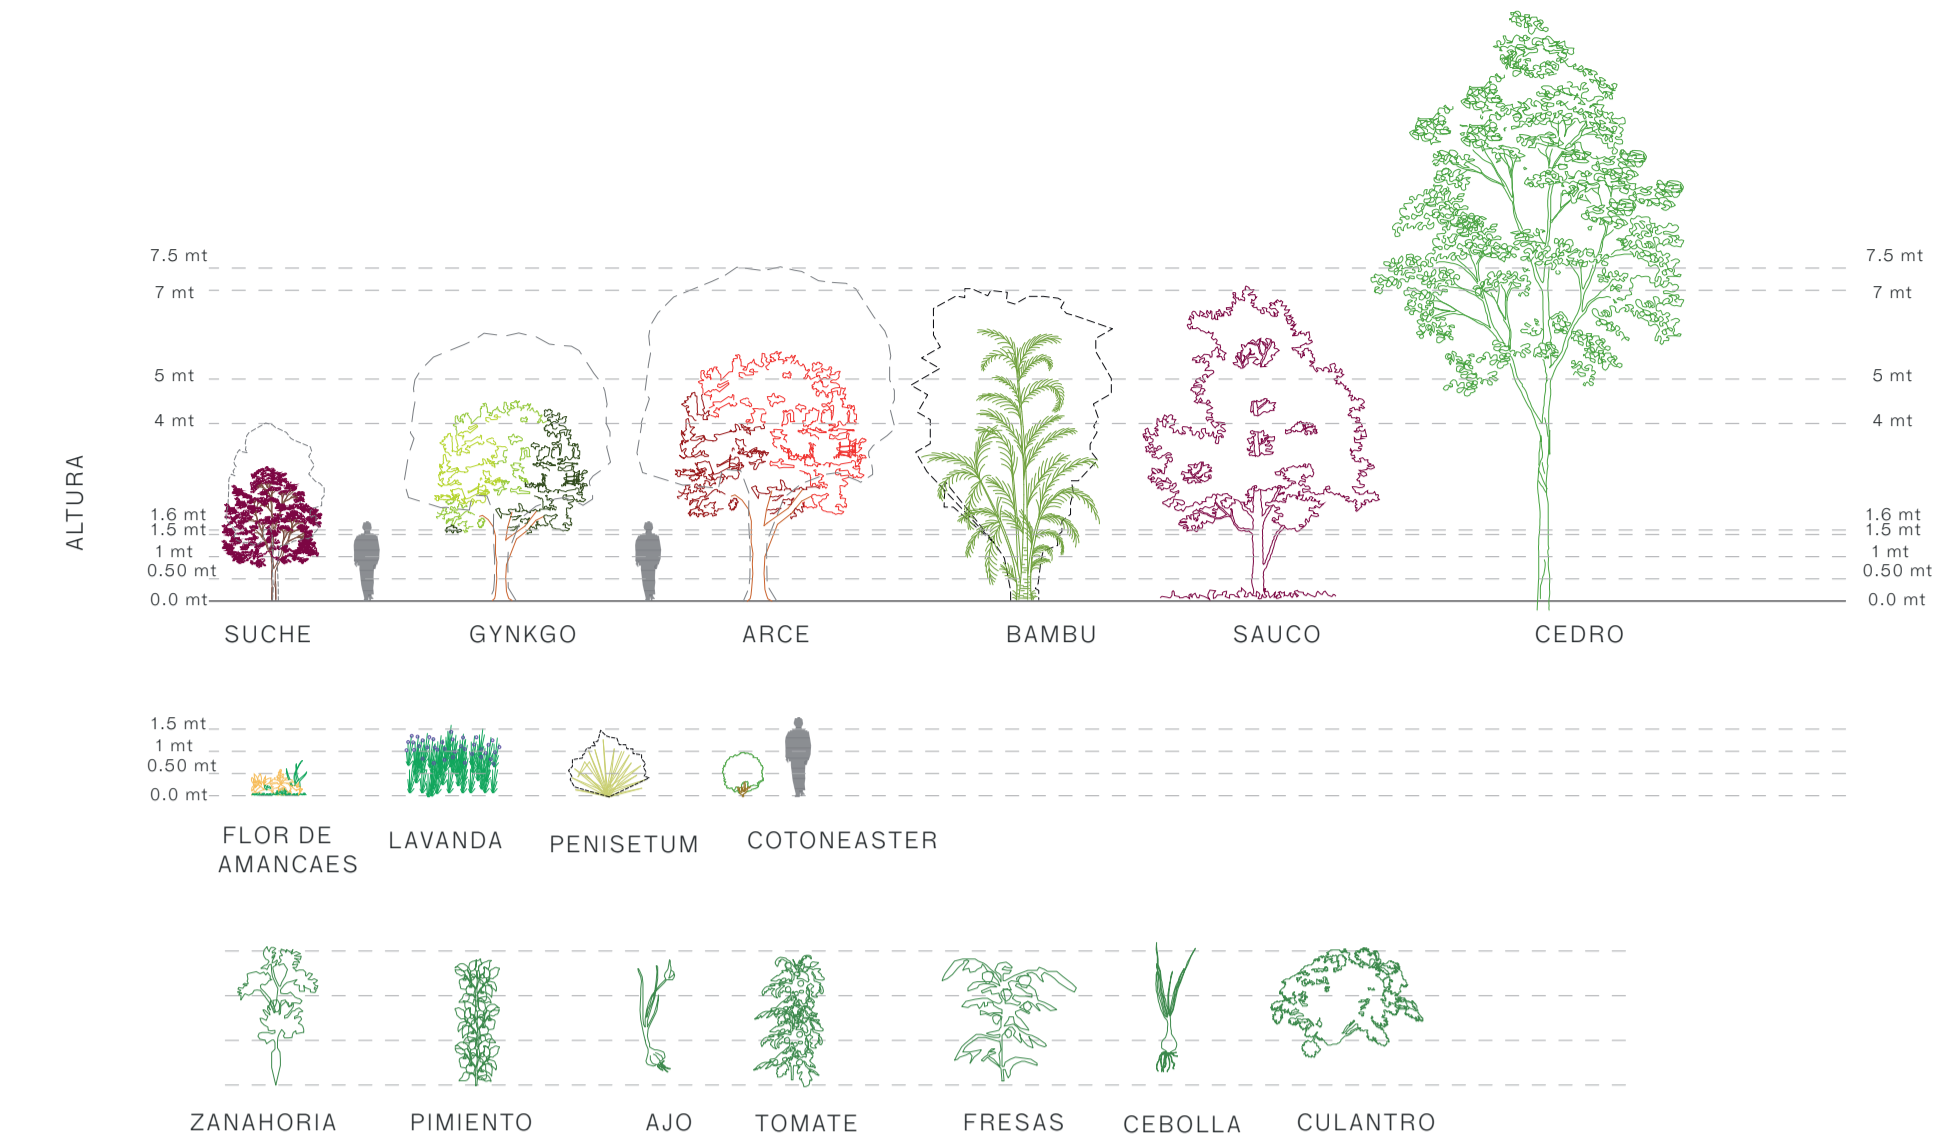 ALTURA
7.5 mt
7 mt
5 mt
4 mt
1.6 mt
1.5 mt
1 mt
0.50 mt
0.0 mt
7.5 mt
7 mt
5 mt
4 mt
1.6 mt
1.5 mt
1 mt
0.50 mt
0.0 mt
SUCHE GYNKGO ARCE BAMBU SAUCO CEDRO
1.5 mt
1 mt
0.50 mt
0.0 mt
FLOR DE
AMANCAES
LAVANDA PENISETUM COTONEASTER
ZANAHORIA PIMIENTO AJO TOMATE FRESAS CEBOLLA CULANTRO